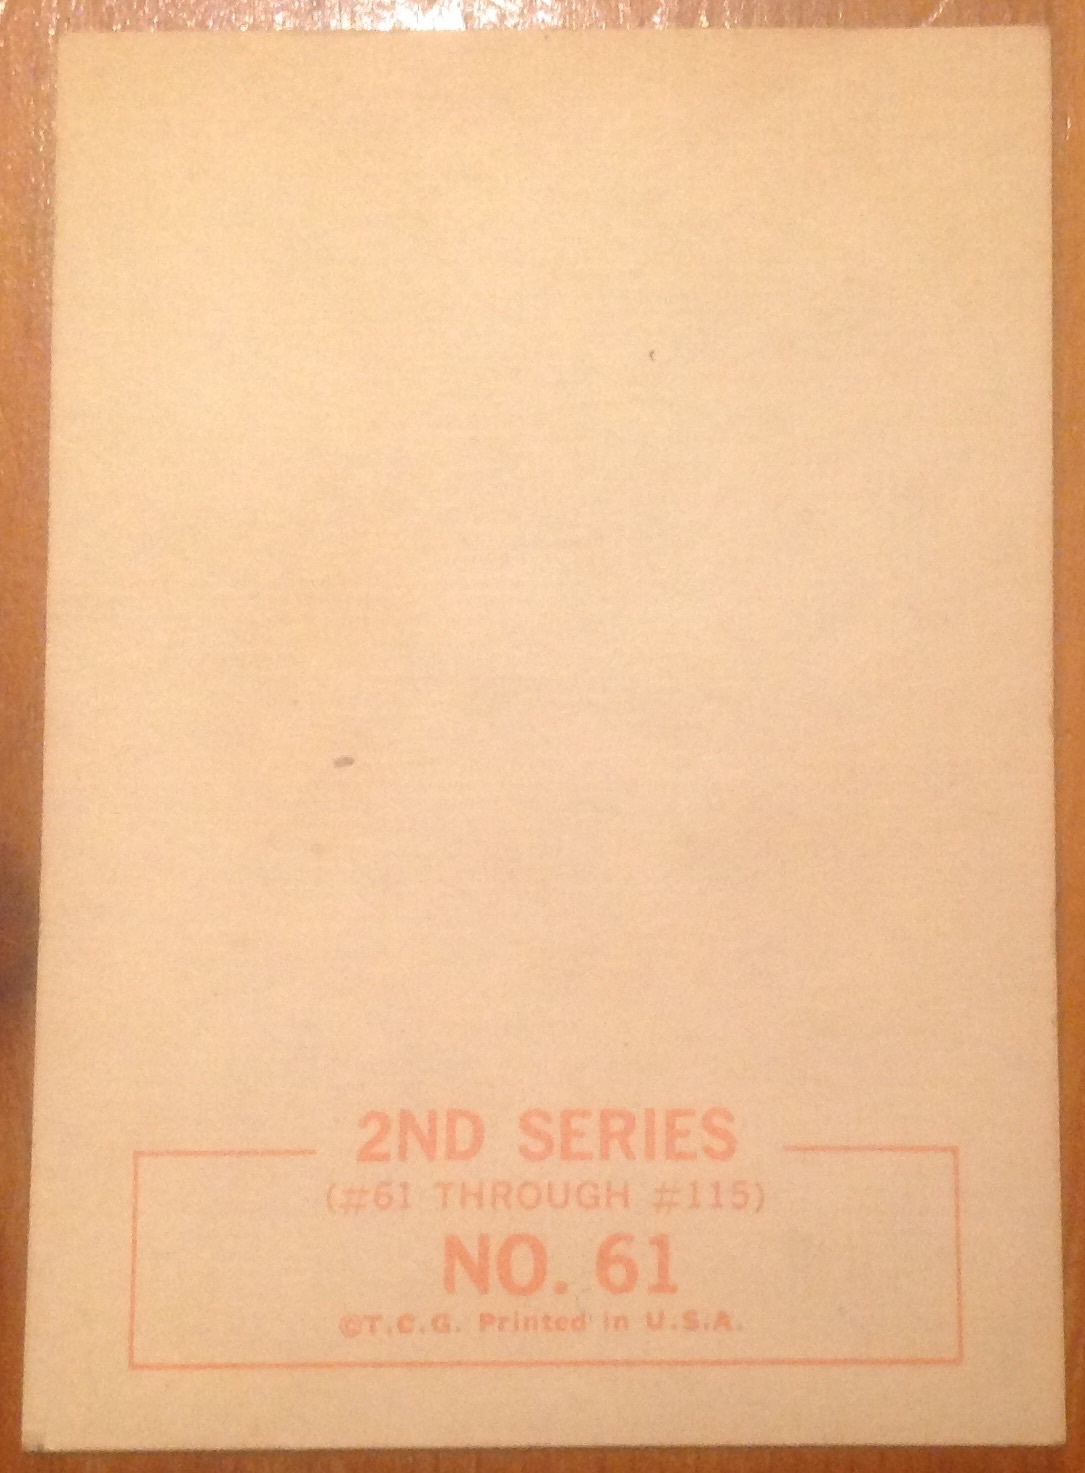 2ND SERIES
(#61 THROUGH #115)
NO. 61
©T.C.G. Printed in U.S.A.